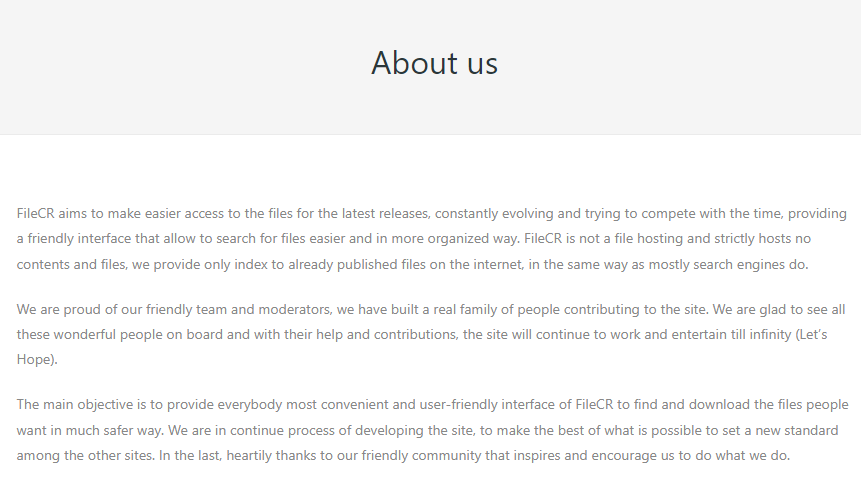 About us
FileCR aims to make easier access to the files for the latest releases, constantly evolving and trying to compete with the time, providing
a friendly interface that allow to search for files easier and in more organized way. FileCR is not a file hosting and strictly hosts no
contents and files, we provide only index to already published files on the internet, in the same way as mostly search engines do.
We are proud of our friendly team and moderators, we have built a real family of people contributing to the site. We are glad to see all
these wonderful people on board and with their help and contributions, the site will continue to work and entertain till infinity (Let’s
Hope).
The main objective is to provide everybody most convenient and user-friendly interface of FileCR to find and download the files people
want in much safer way. We are in continue process of developing the site, to make the best of what is possible to set a new standard
among the other sites. In the last, heartily thanks to our friendly community that inspires and encourage us to do what we do.